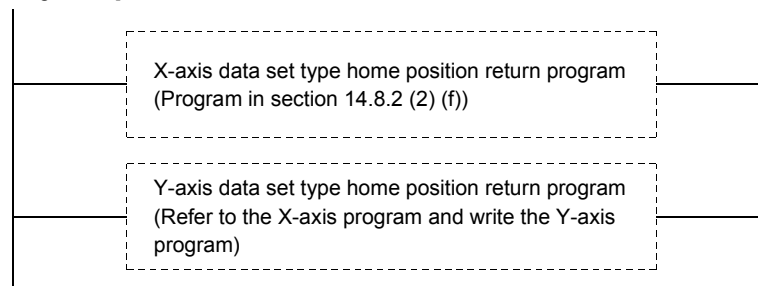 X-axis data set type home position return program
(Program in section 14.8.2 (2) (f))
Y-axis data set type home position return program
(Refer to the X-axis program and write the Y-axis
program)